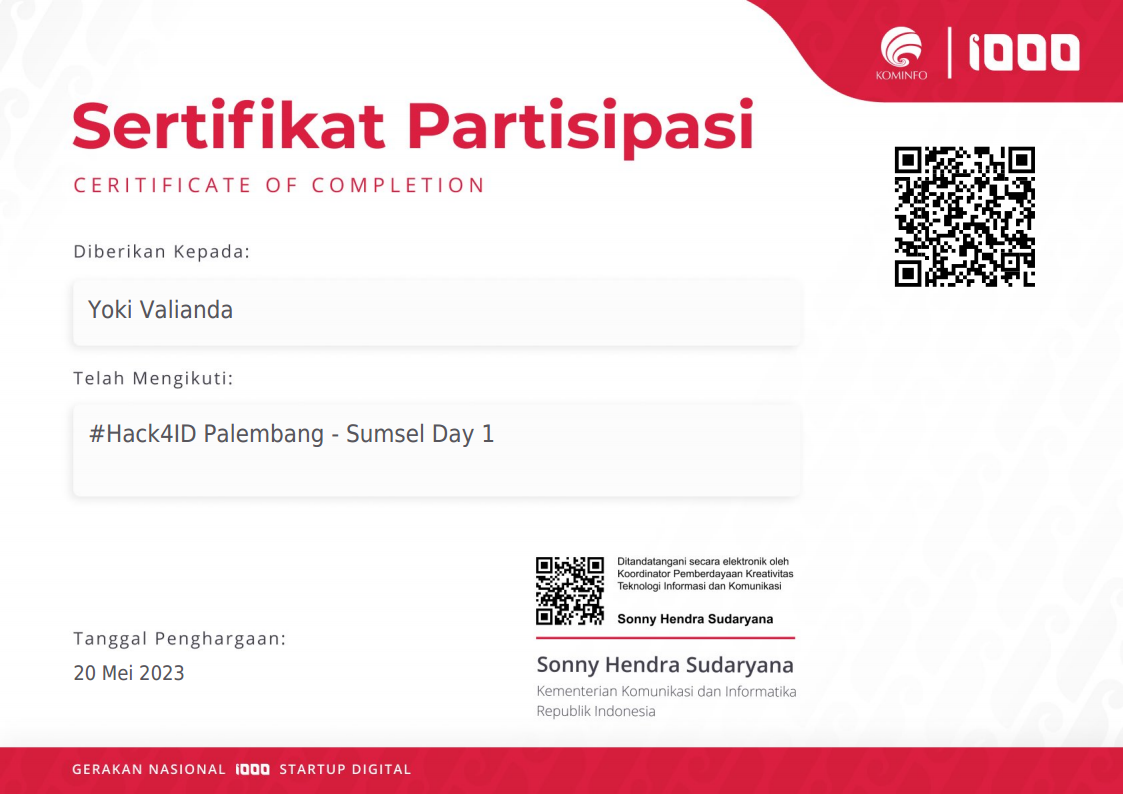 KOMINFO
1000
Sertifikat Partisipasi
CERITIFICATE OF COMPLETION
Diberikan Kepada:
Yoki Valianda
Telah Mengikuti:
#Hack4ID Palembang - Sumsel Day 1
Ditandatangani secara elektronik oleh
Koordinator Pemberdayaan Kreativitas
Teknologi Informasi dan Komunikasi
Sonny Hendra Sudaryana
Tanggal Penghargaan:
20 Mei 2023
Sonny Hendra Sudaryana
Kementerian Komunikasi dan Informatika
Republik Indonesia
GERAKAN NASIONAL 1000 STARTUP DIGITAL